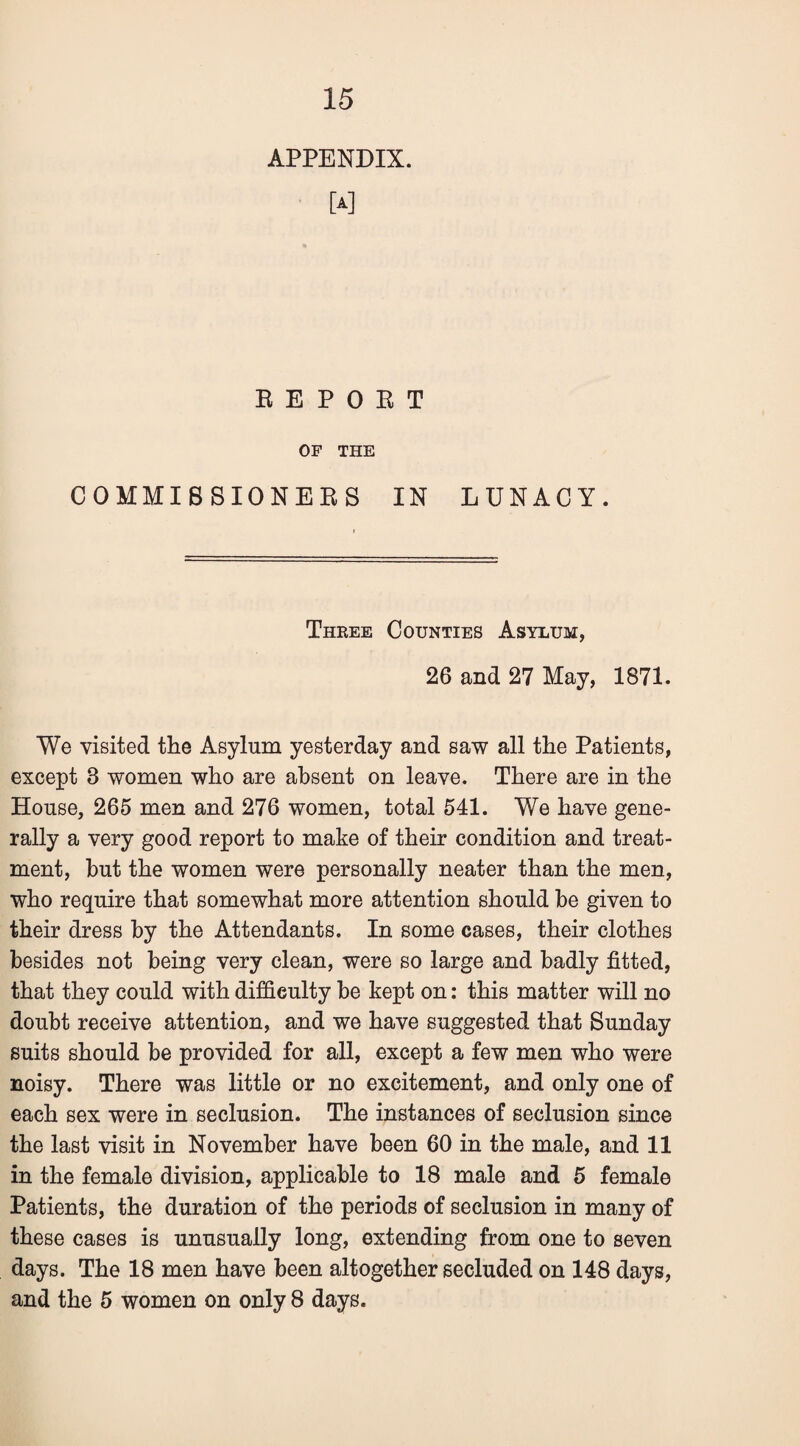 15
APPENDIX.
[A]
REPORT
OF THE
COMMISSIONERS IN LUNACY.
Three Counties Asylum,
26 and 27 May, 1871.
We visited the Asylum yesterday and saw all the Patients,
except 3 women who are absent on leave. There are in the
House, 265 men and 276 women, total 541. We have gene-
rally a very good report to make of their condition and treat-
ment, but the women were personally neater than the men,
who require that somewhat more attention should be given to
their dress by the Attendants. In some cases, their clothes
besides not being very clean, were so large and badly fitted,
that they could with difficulty be kept on: this matter will no
doubt receive attention, and we have suggested that Sunday
suits should be provided for all, except a few men who were
noisy. There was little or no excitement, and only one of
each sex were in seclusion. The instances of seclusion since
the last visit in November have been 60 in the male, and 11
in the female division, applicable to 18 male and 5 female
Patients, the duration of the periods of seclusion in many of
these cases is unusually long, extending from one to seven
days. The 18 men have been altogether secluded on 148 days,
and the 5 women on only 8 days.